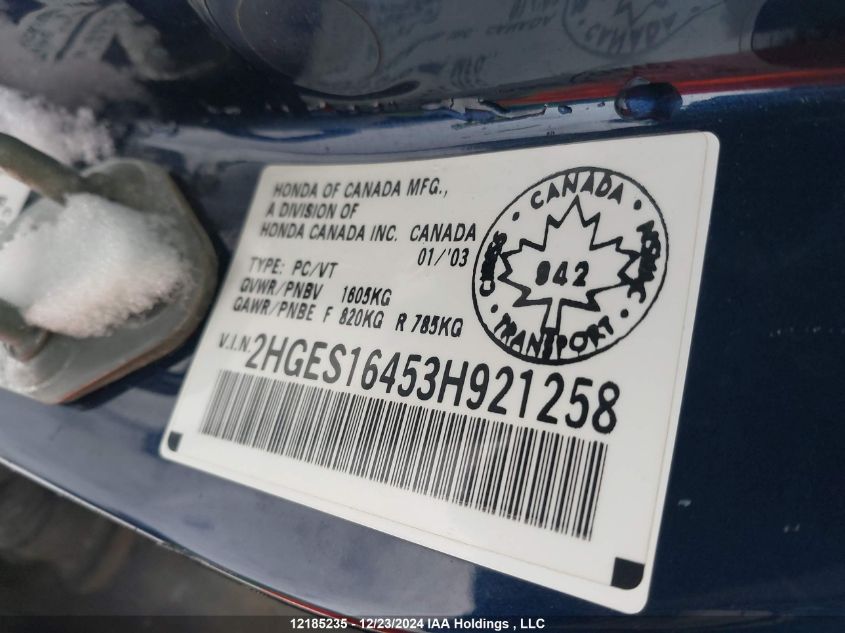 HONDA OF CANADA MFG.,
A DIVISION OF
HONDA CANADA INC. CANADA
01/'03
TYPE: PC/VT
GVWR/PNBV 1605KG
GAWR/PNBE F 820KG R 785KG
V.I.N. 2HGES16453H921258
CANADA
942
TRANSPORT
12185235 - 12/23/2024 IAA Holdings , LLC